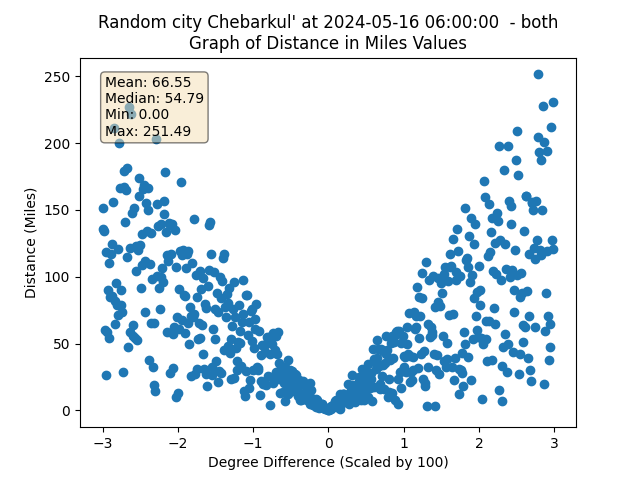 Random city Chebarkul' at 2024-05-16 06:00:00  - both
Graph of Distance in Miles Values
Mean: 66.55
Median: 54.79
Min: 0.00
Max: 251.49
Distance (Miles)
250
200
150
100
50
0
−3 −2 −1 0 1 2 3
Degree Difference (Scaled by 100)